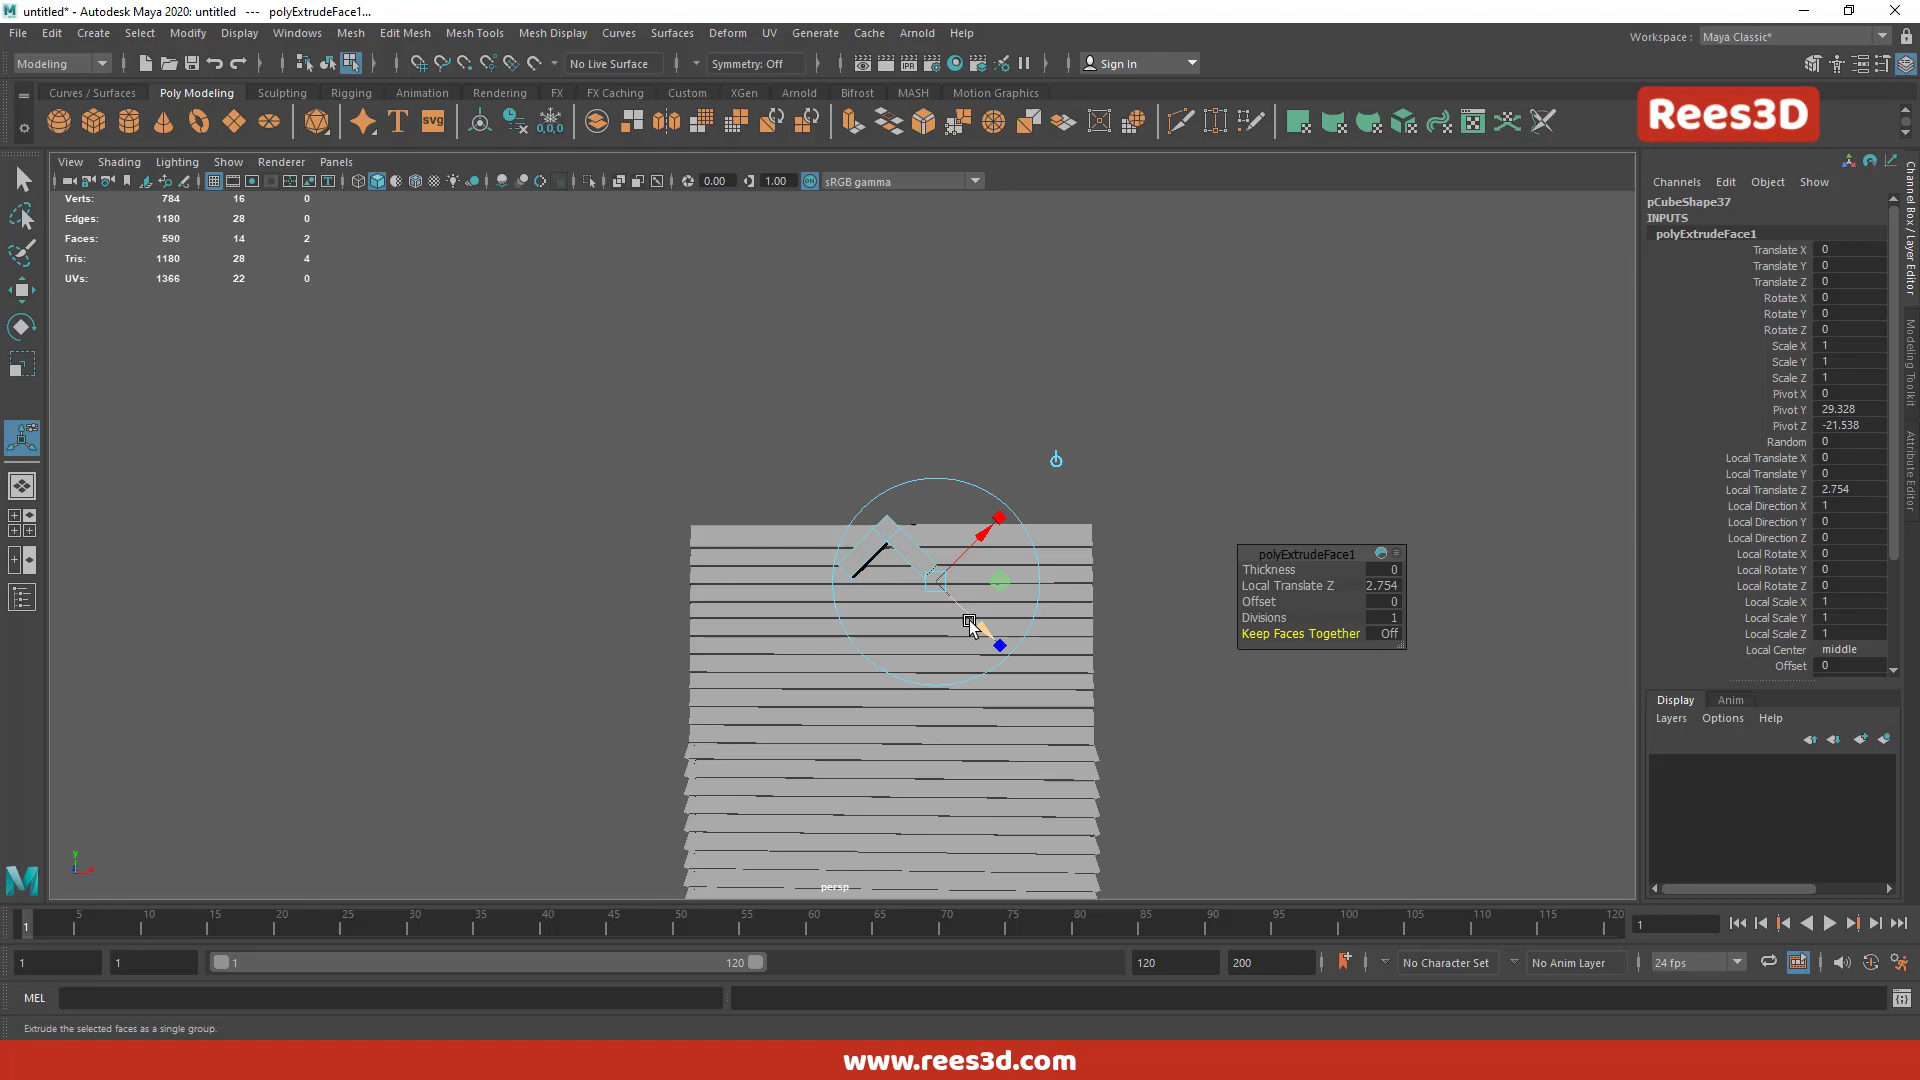 untitled* - Autodesk Maya 2020: untitled --- polyExtrudeFace1...
File Edit Create Select Modify Display Windows Mesh Edit Mesh Mesh Tools Mesh Display Curves Surfaces Deform UV Generate Cache Arnold Help
Workspace : Maya Classic*
Modeling No Live Surface Symmetry: Off Sign In
Curves / Surfaces Poly Modeling Sculpting Rigging Animation Rendering FX FX Caching Custom XGen Arnold Bifrost MASH Motion Graphics
Rees3D
View Shading Lighting Show Renderer Panels
0.00 1.00 sRGB gamma
Verts: 784 16 0
Edges: 1180 28 0
Faces: 590 14 2
Tris: 1180 28 4
UVs: 1366 22 0
polyExtrudeFace1
Thickness 0
Local Translate Z 2.754
Offset 0
Divisions 1
Keep Faces Together Off
persp
Channels Edit Object Show
pCubeShape37
INPUTS
polyExtrudeFace1
Translate X 0
Translate Y 0
Translate Z 0
Rotate X 0
Rotate Y 0
Rotate Z 0
Scale X 1
Scale Y 1
Scale Z 1
Pivot X 0
Pivot Y 29.328
Pivot Z -21.538
Random 0
Local Translate X 0
Local Translate Y 0
Local Translate Z 2.754
Local Direction X 1
Local Direction Y 0
Local Direction Z 0
Local Rotate X 0
Local Rotate Y 0
Local Rotate Z 0
Local Scale X 1
Local Scale Y 1
Local Scale Z 1
Local Center middle
Offset 0
Channel Box / Layer Editor
Modeling Toolkit
Attribute Editor
Display Anim
Layers Options Help
5 10 15 20 25 30 35 40 45 50 55 60 65 70 75 80 85 90 95 100 105 110 115 120
1 1
1 1 1 120 120 200 No Character Set No Anim Layer 24 fps
MEL
Extrude the selected faces as a single group.
www.rees3d.com